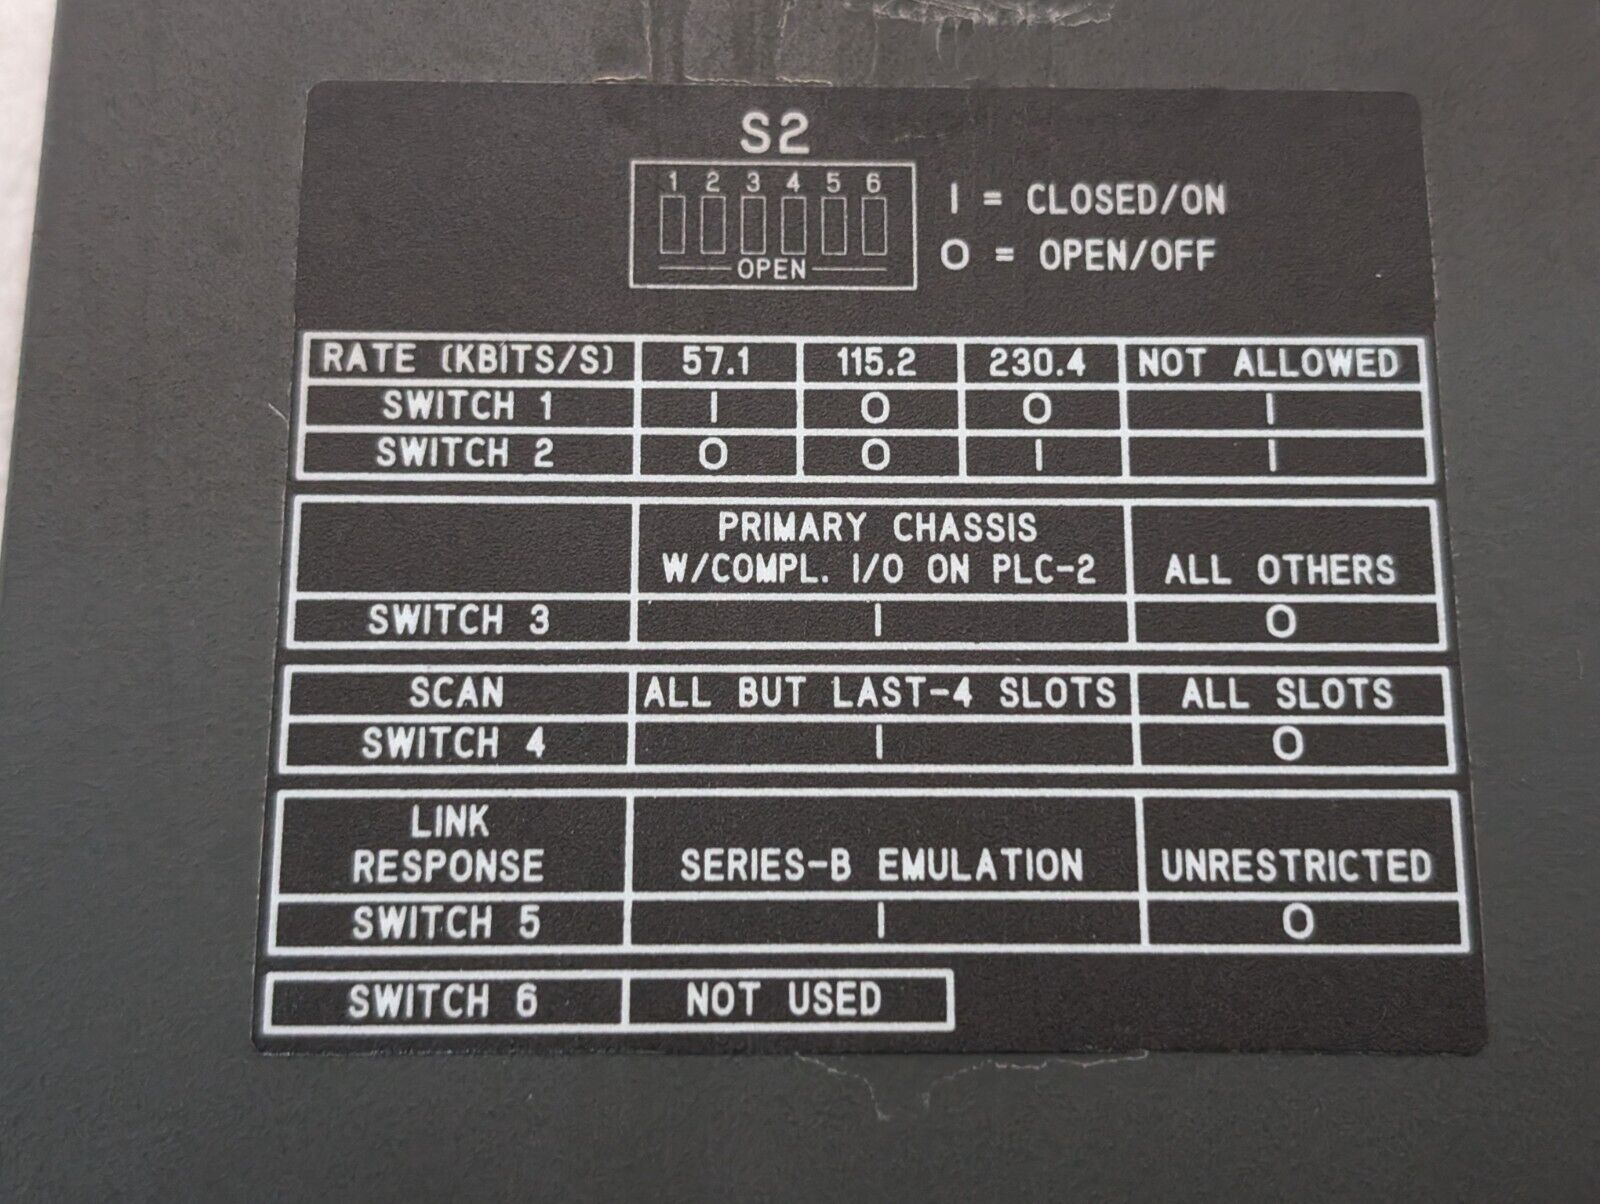 S2
1 2 3 4 5 6
OPEN
I = CLOSED/ON
O = OPEN/OFF
RATE (KBITS/S) 57.1 115.2 230.4 NOT ALLOWED
SWITCH 1 I O O I
SWITCH 2 O O I I
PRIMARY CHASSIS
W/COMPL. I/O ON PLC-2 ALL OTHERS
SWITCH 3 I O
SCAN ALL BUT LAST-4 SLOTS ALL SLOTS
SWITCH 4 I O
LINK
RESPONSE SERIES-B EMULATION UNRESTRICTED
SWITCH 5 I O
SWITCH 6 NOT USED